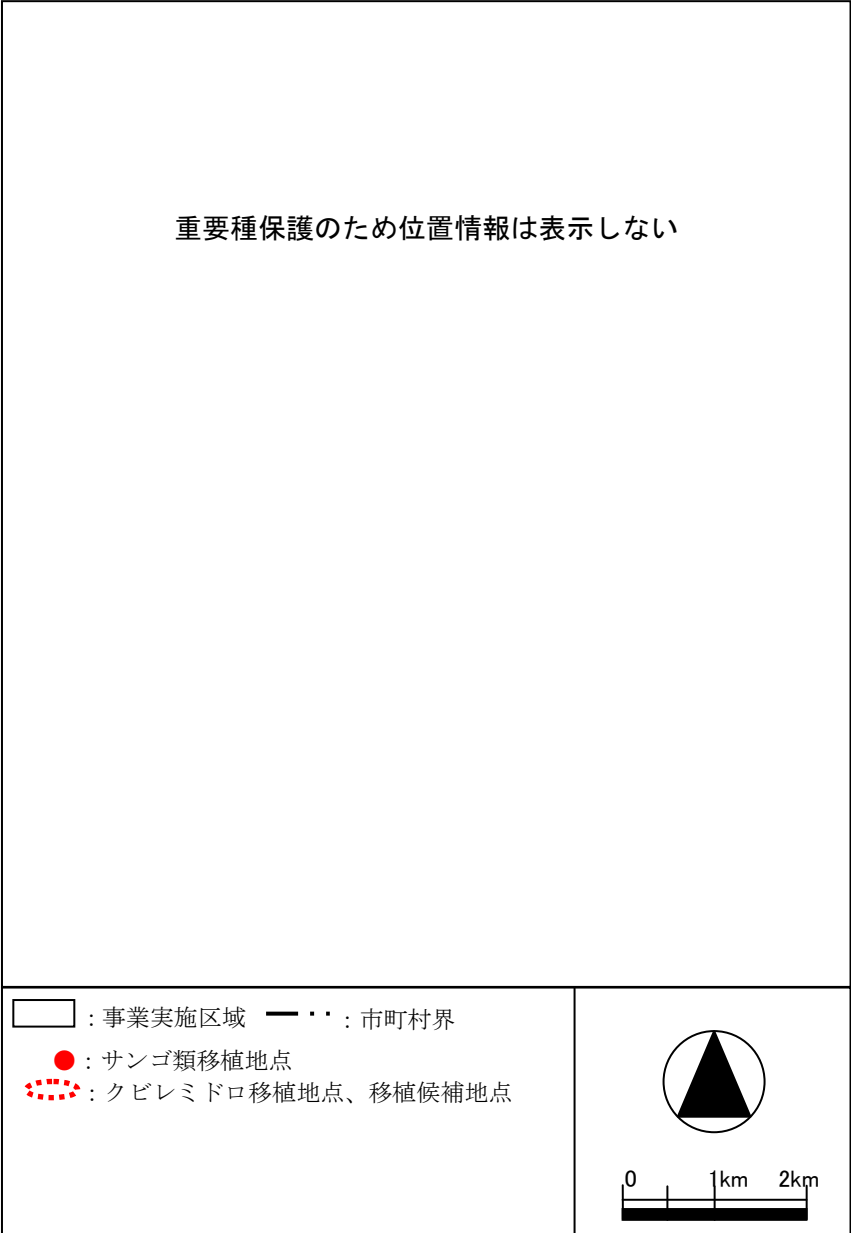 重要種保護のため位置情報は表示しない
：事業実施区域 ：市町村界
：サンゴ類移植地点
：クビレミドロ移植地点、移植候補地点
0 1km 2km